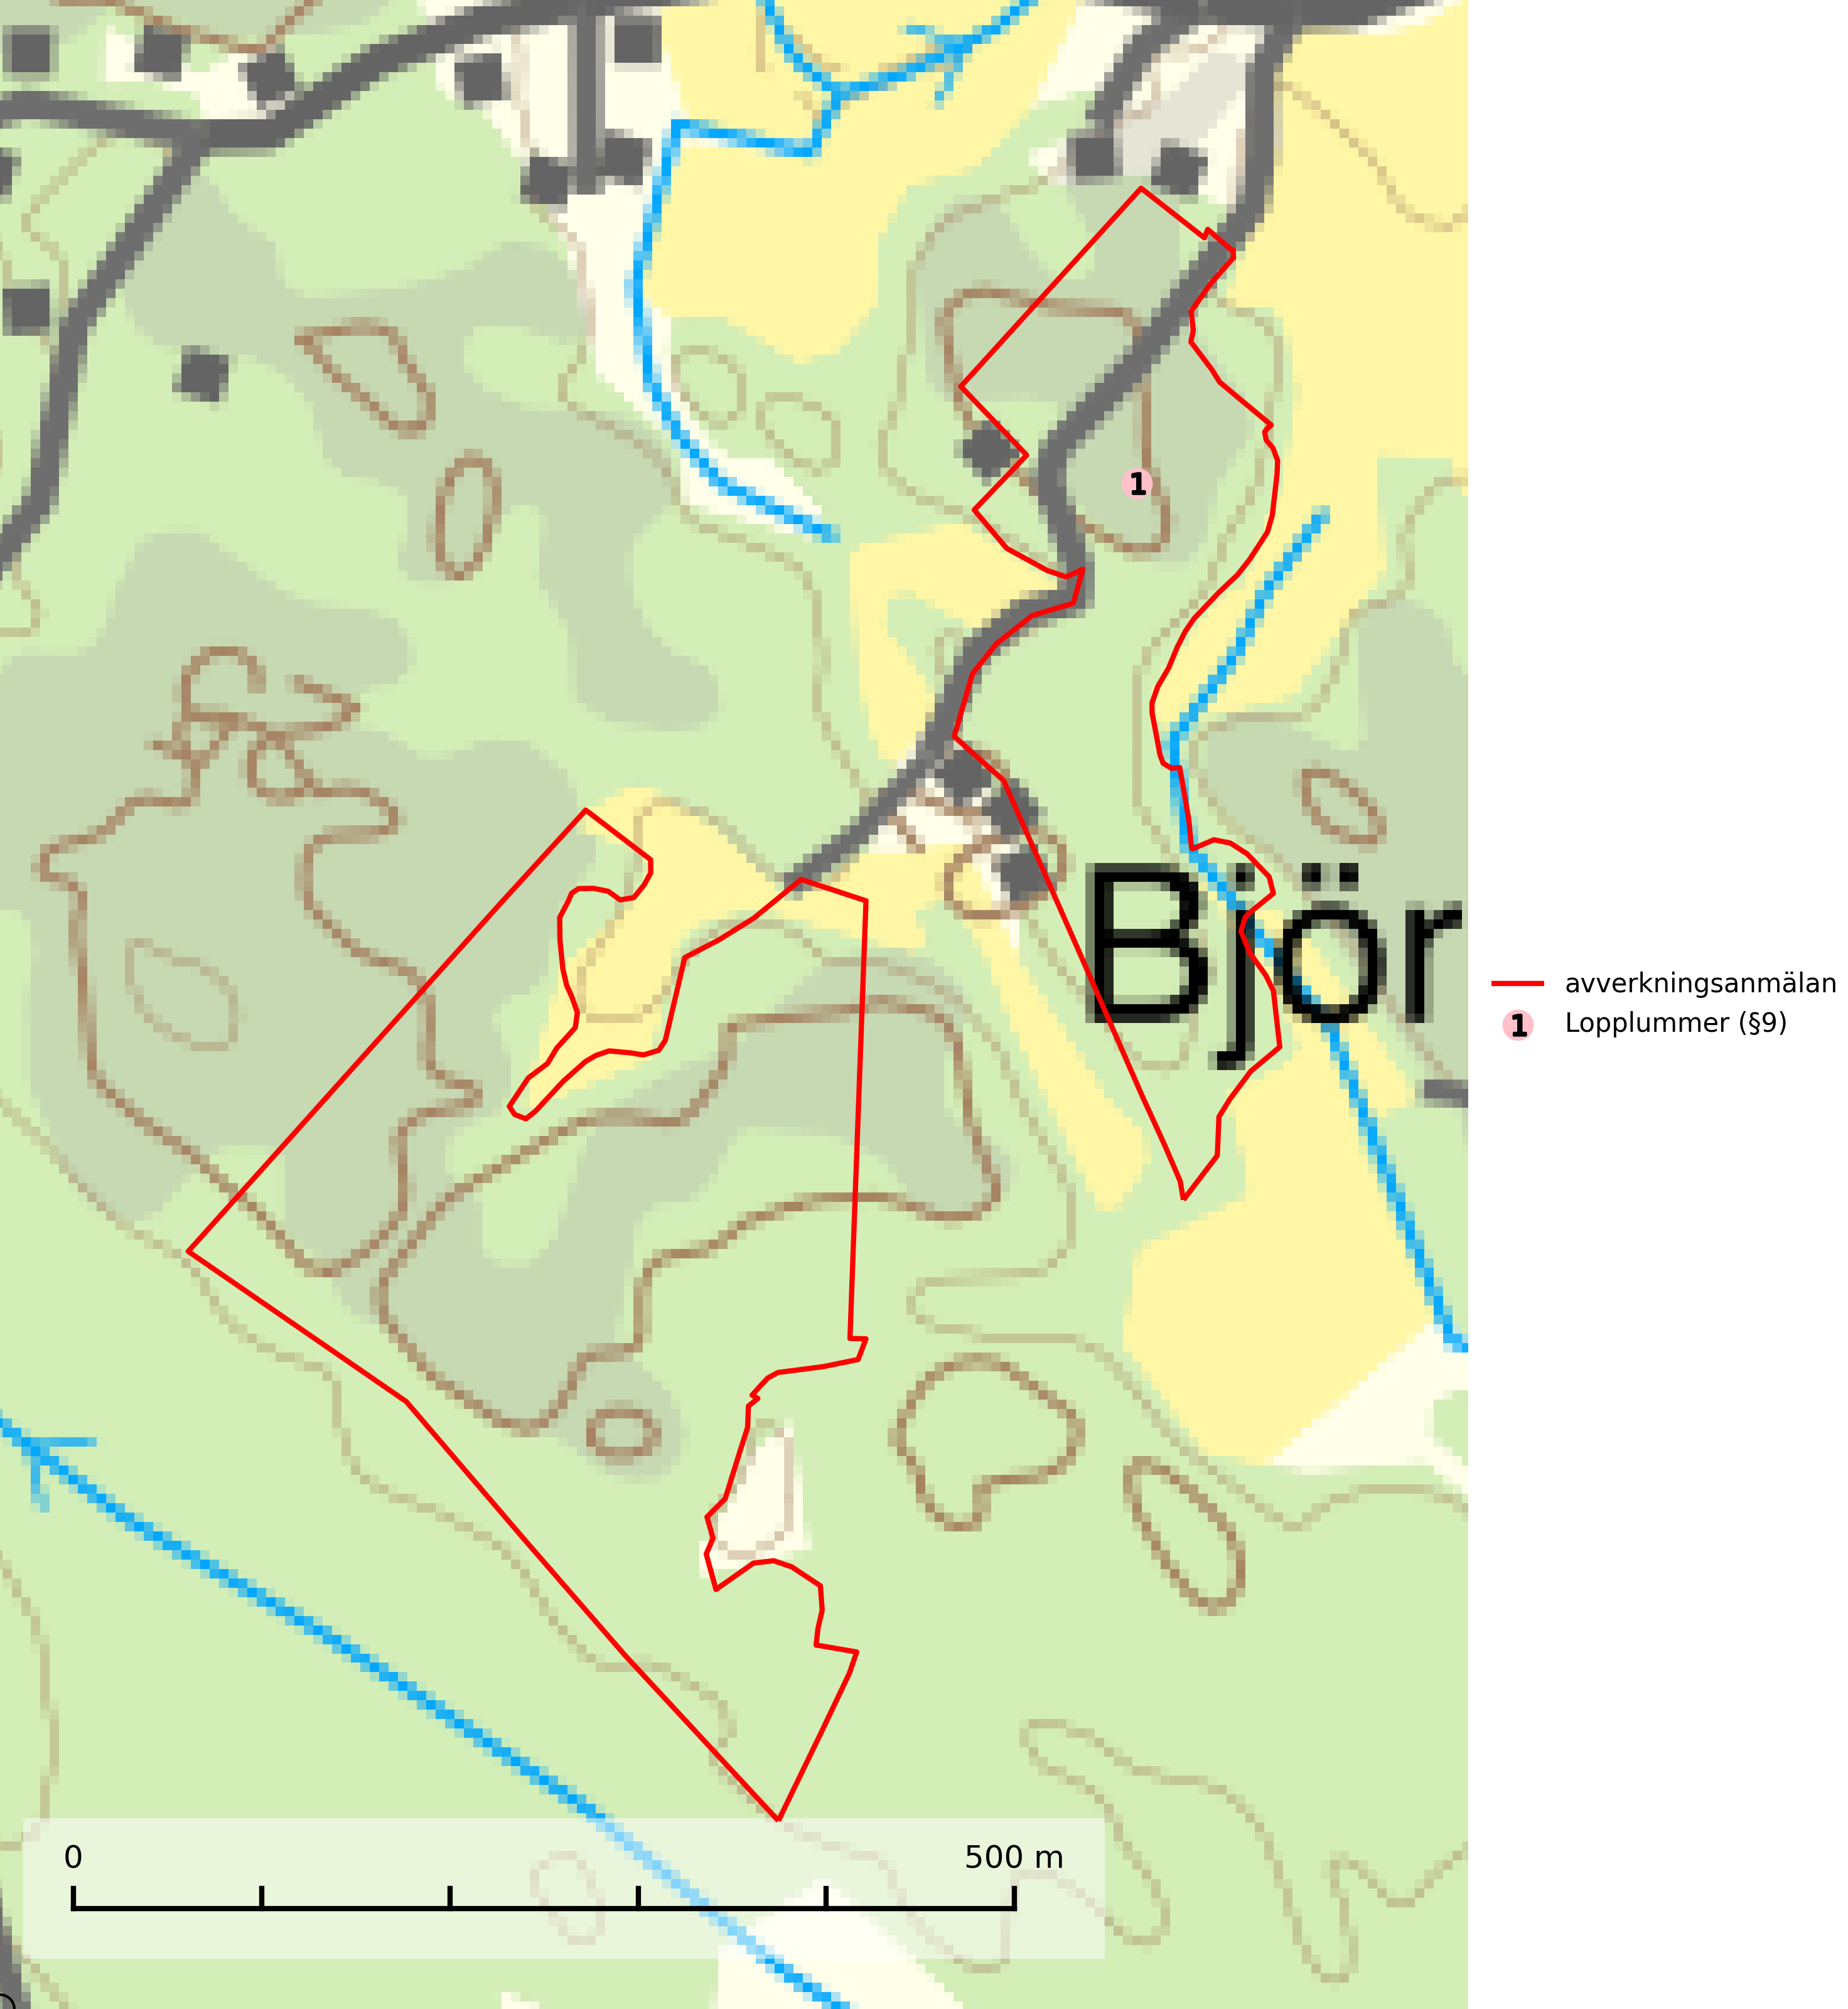 1
Björ
avverkningsanmälan
1 Lopplummer (§9)
0 500 m